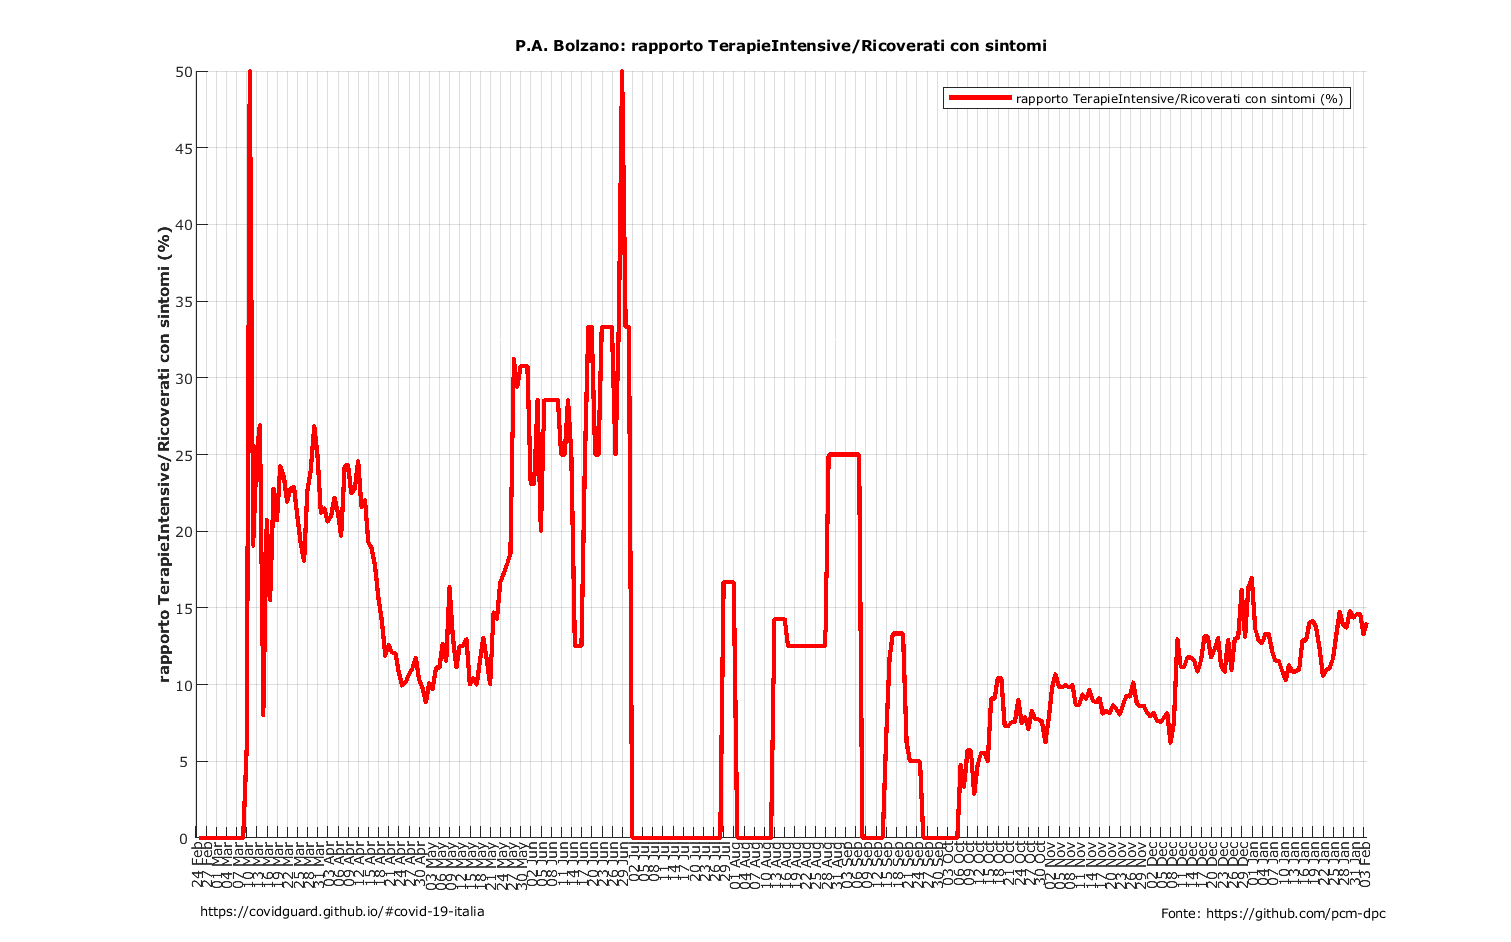 P.A. Bolzano: rapporto TerapieIntensive/Ricoverati con sintomi
rapporto TerapieIntensive/Ricoverati con sintomi (%)
rapporto TerapieIntensive/Ricoverati con sintomi (%)
50
45
40
35
30
25
20
15
10
5
0
24 Feb
27 Feb
01 Mar
04 Mar
07 Mar
10 Mar
13 Mar
16 Mar
19 Mar
22 Mar
25 Mar
28 Mar
31 Mar
03 Apr
06 Apr
09 Apr
12 Apr
15 Apr
18 Apr
21 Apr
24 Apr
27 Apr
30 Apr
03 May
06 May
09 May
12 May
15 May
18 May
21 May
24 May
27 May
30 May
02 Jun
05 Jun
08 Jun
11 Jun
14 Jun
17 Jun
20 Jun
23 Jun
26 Jun
29 Jun
02 Jul
05 Jul
08 Jul
11 Jul
14 Jul
17 Jul
20 Jul
23 Jul
26 Jul
29 Jul
01 Aug
04 Aug
07 Aug
10 Aug
13 Aug
16 Aug
19 Aug
22 Aug
25 Aug
28 Aug
31 Aug
03 Sep
06 Sep
09 Sep
12 Sep
15 Sep
18 Sep
21 Sep
24 Sep
27 Sep
30 Sep
03 Oct
06 Oct
09 Oct
12 Oct
15 Oct
18 Oct
21 Oct
24 Oct
27 Oct
30 Oct
02 Nov
05 Nov
08 Nov
11 Nov
14 Nov
17 Nov
20 Nov
23 Nov
26 Nov
29 Nov
02 Dec
05 Dec
08 Dec
11 Dec
14 Dec
17 Dec
20 Dec
23 Dec
26 Dec
29 Dec
01 Jan
04 Jan
07 Jan
10 Jan
13 Jan
16 Jan
19 Jan
22 Jan
25 Jan
28 Jan
31 Jan
03 Feb
https://covidguard.github.io/#covid-19-italia
Fonte: https://github.com/pcm-dpc